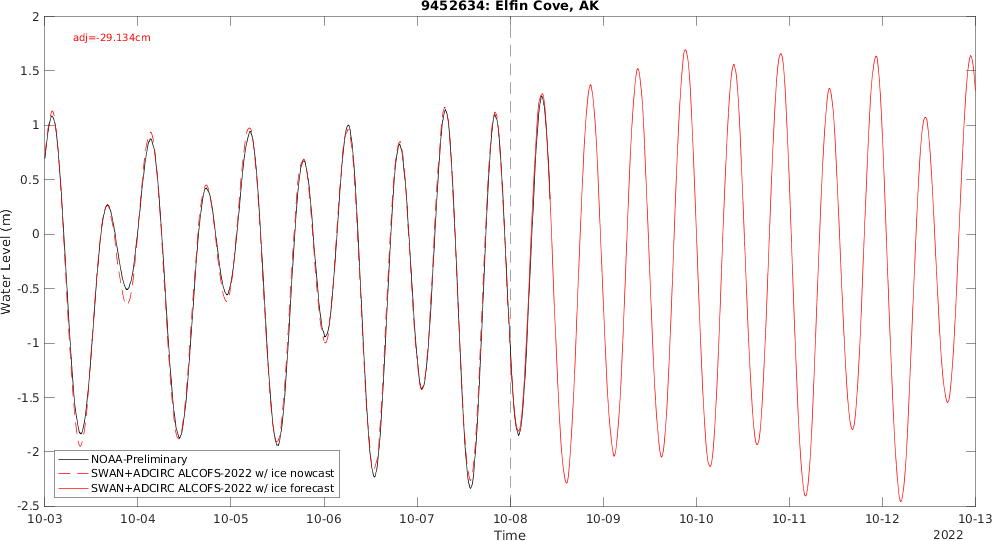 9452634: Elfin Cove, AK
adj=-29.134cm
Water Level (m)
2
1.5
1
0.5
0
-0.5
-1
-1.5
-2
-2.5
NOAA-Preliminary
SWAN+ADCIRC ALCOFS-2022 w/ ice nowcast
SWAN+ADCIRC ALCOFS-2022 w/ ice forecast
10-03 10-04 10-05 10-06 10-07 10-08 10-09 10-10 10-11 10-12 10-13
Time
2022